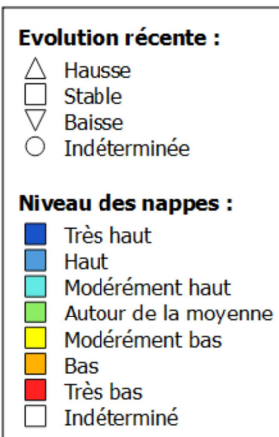 Evolution récente :
Hausse
Stable
Baisse
Indéterminée
Niveau des nappes :
Très haut
Haut
Modérément haut
Autour de la moyenne
Modérément bas
Bas
Très bas
Indéterminé